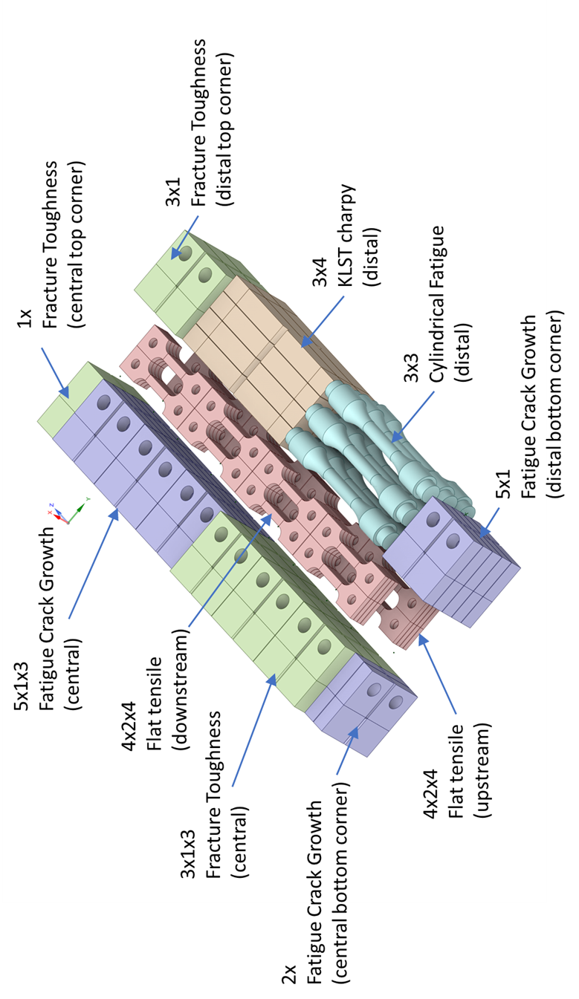 1x
Fracture Toughness
(central top corner)
3x1
Fracture Toughness
(distal top corner)
5x1x3
Fatigue Crack Growth
(central)
3x4
KLST charpy
(distal)
4x2x4
Flat tensile
(downstream)
3x3
Cylindrical Fatigue
(distal)
3x1x3
Fracture Toughness
(central)
5x1
Fatigue Crack Growth
(distal bottom corner)
2x
Fatigue Crack Growth
(central bottom corner)
4x2x4
Flat tensile
(upstream)
X
Z
Y